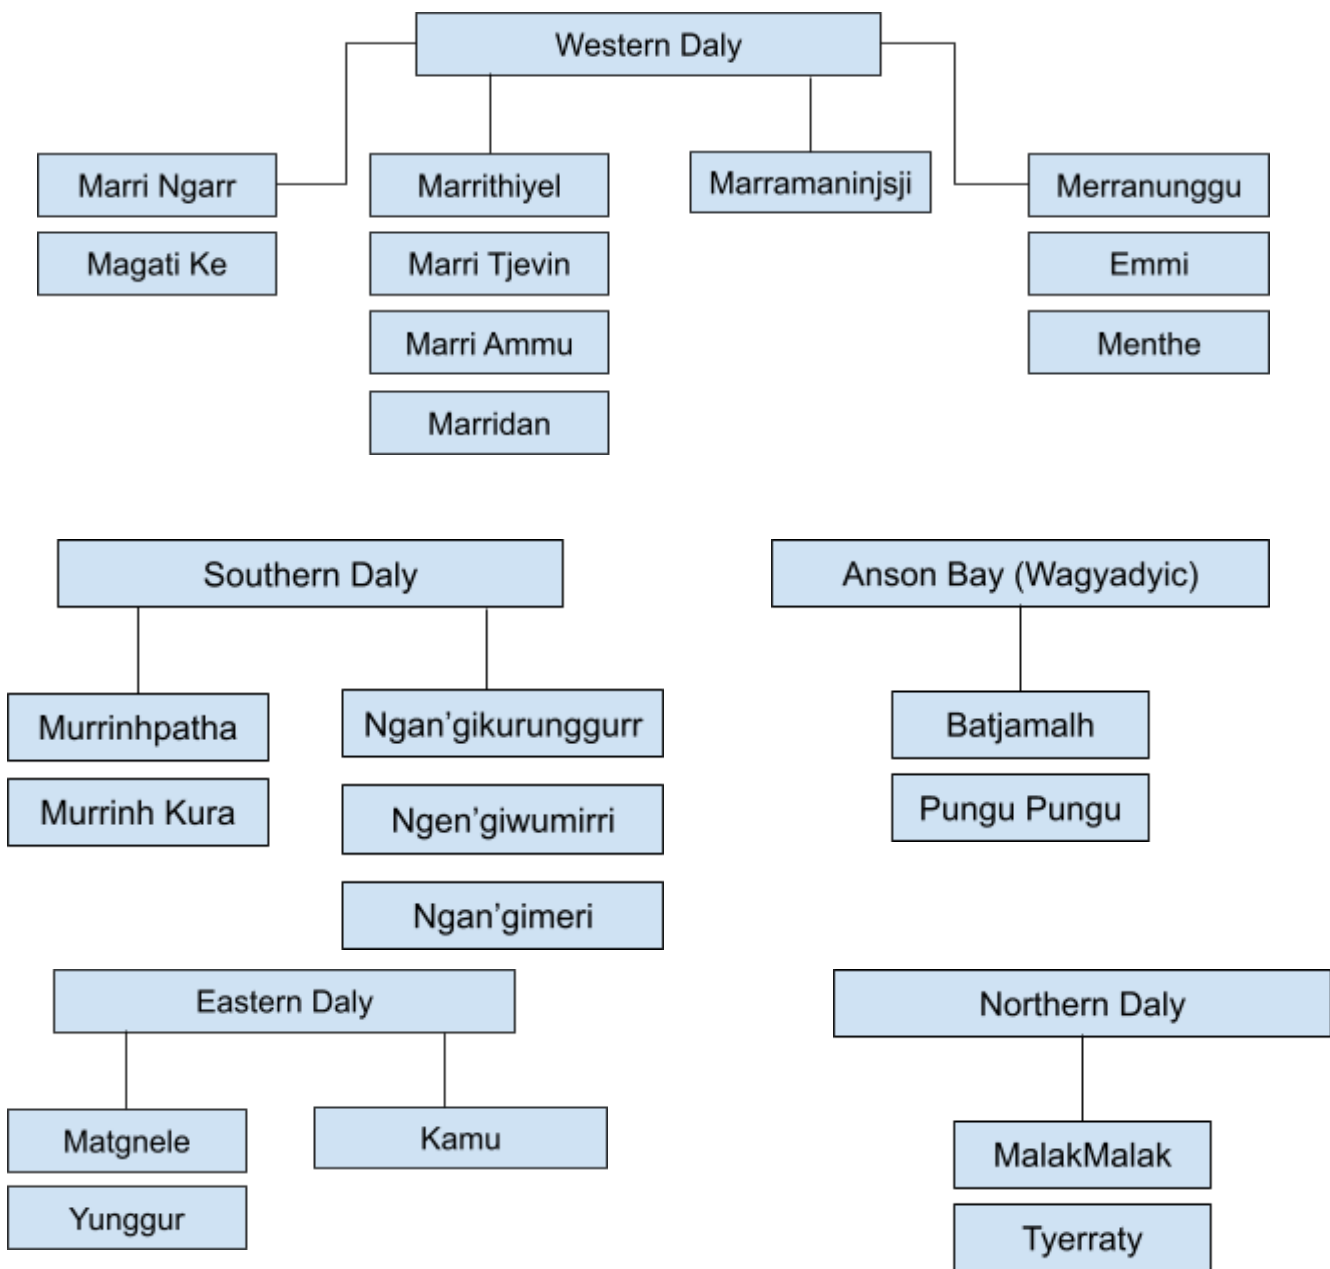 Western Daly
Marri Ngarr
Marrithiyel
Marramaninjsji
Merranunggu
Magati Ke
Marri Tjevin
Emmi
Marri Ammu
Menthe
Marridan
Southern Daly
Anson Bay (Wagyadyic)
Murrinhpatha
Ngan’gikurunggurr
Batjamalh
Murrinh Kura
Ngen’giwumirri
Pungu Pungu
Ngan’gimeri
Eastern Daly
Northern Daly
Matgnele
Kamu
MalakMalak
Yunggur
Tyerraty